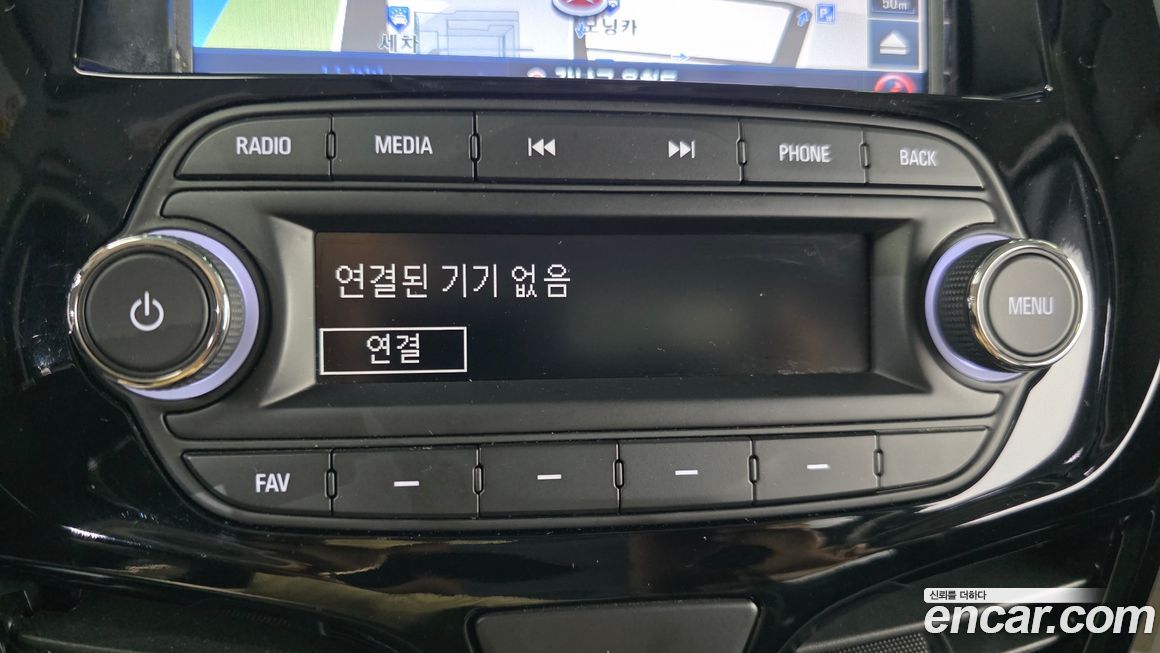 50m
모닝카
P
세차
RADIO
MEDIA
PHONE
BACK
연결된 기기 없음
연결
MENU
FAV
신뢰를 더하다
encar.com